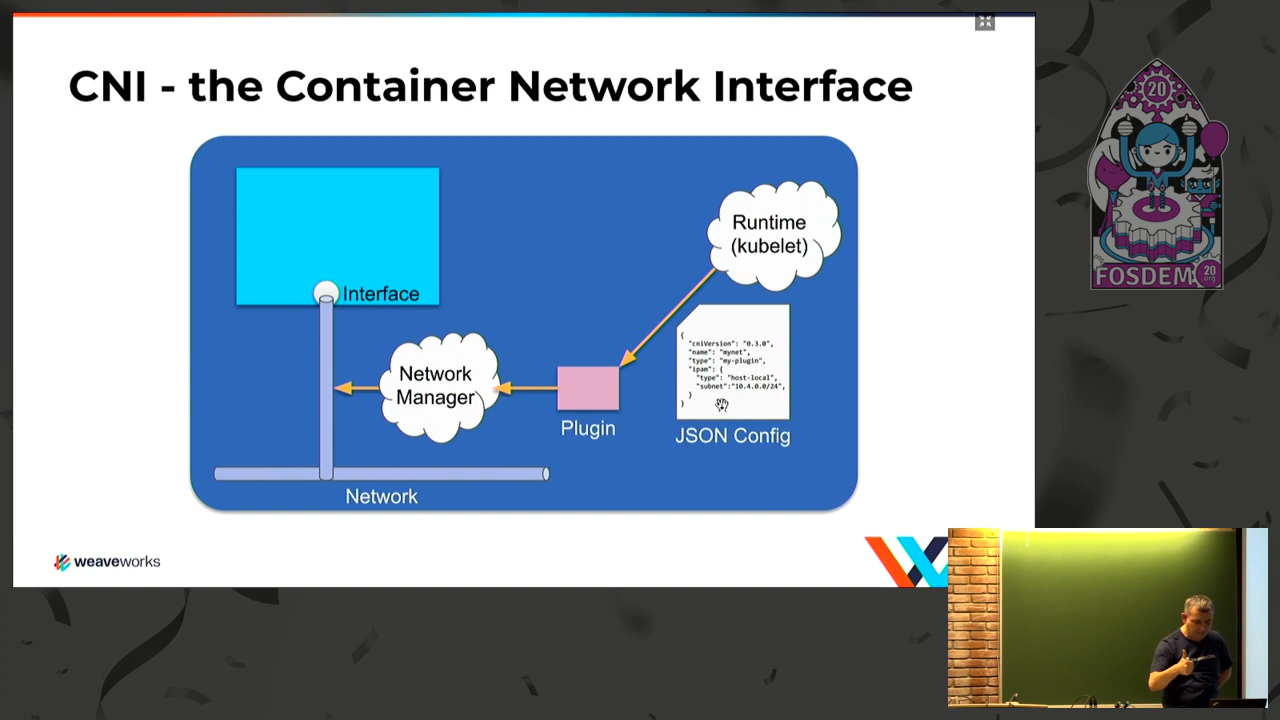 CNI - the Container Network Interface
Runtime
(kubelet)
Interface
Network
Manager
Plugin
{
"cniVersion": "0.3.0",
"name": "mynet",
"type": "my-plugin",
"ipam": {
"type": "host-local",
"subnet":"10.4.0.0/24",
}
}
JSON Config
Network
weaveworks
20
FOSDEM
20
.org